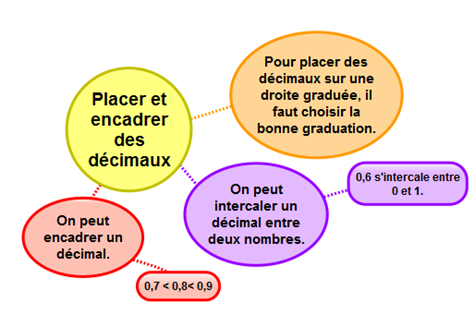 Placer et
encadrer
des
décimaux
Pour placer des
décimaux sur une
droite graduée, il
faut choisir la
bonne graduation.
On peut
intercaler un
décimal entre
deux nombres.
0,6 s'intercale entre
0 et 1.
On peut
encadrer un
décimal.
0,7 < 0,8< 0,9